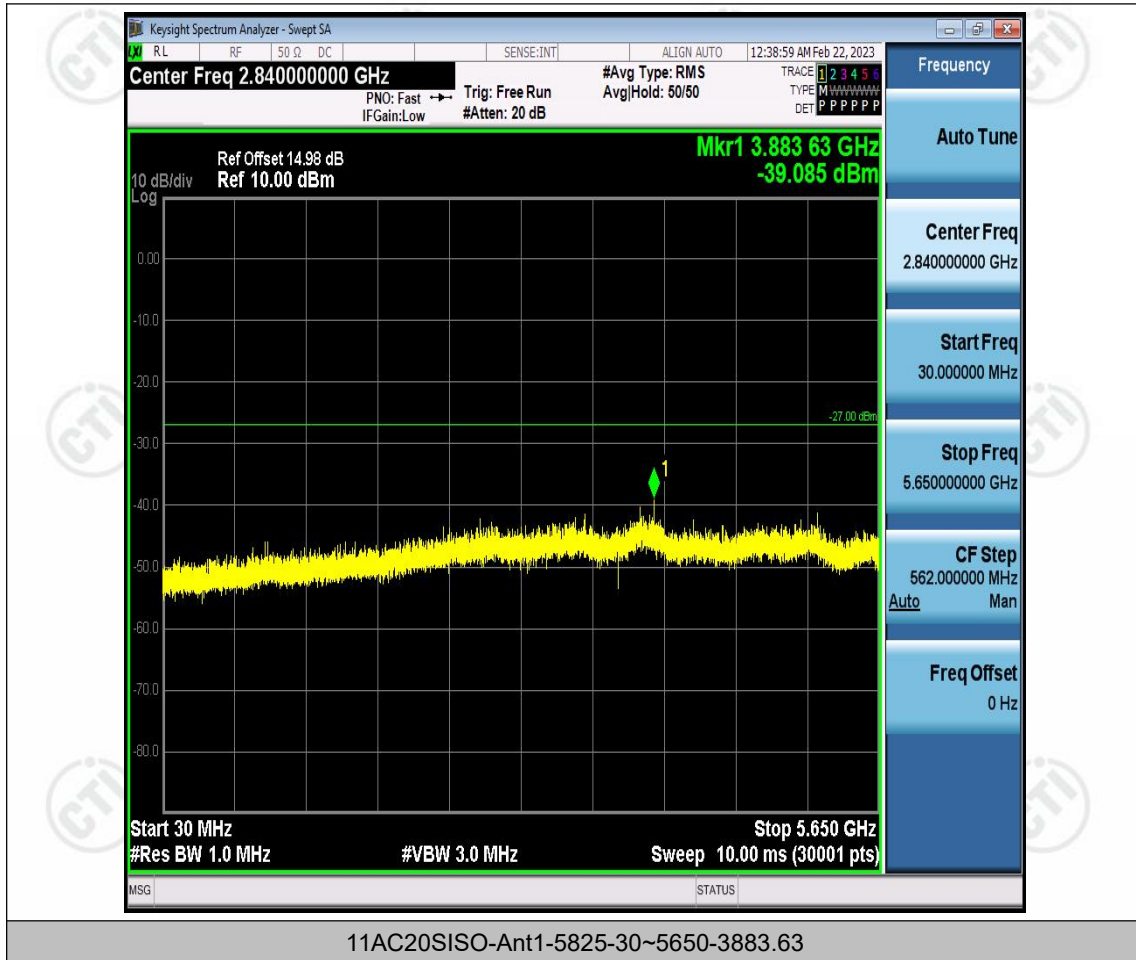 Keysight Spectrum Analyzer - Swept SA
LXI RL RF 50 Ω DC SENSE:INT ALIGN AUTO 12:38:59 AM Feb 22, 2023
Center Freq 2.840000000 GHz
PNO: Fast
IFGain:Low
Trig: Free Run
#Atten: 20 dB
#Avg Type: RMS
Avg|Hold: 50/50
TRACE 1 2 3 4 5 6
TYPE M WWWWW
DET P P P P P P
Mkr1 3.883 63 GHz
-39.085 dBm
Ref Offset 14.98 dB
10 dB/div Ref 10.00 dBm
Log
0.00
-10.0
-20.0
-27.00 dBm
-30.0
1
-40.0
-50.0
-60.0
-70.0
-80.0
Start 30 MHz Stop 5.650 GHz
#Res BW 1.0 MHz #VBW 3.0 MHz Sweep 10.00 ms (30001 pts)
MSG STATUS
Frequency
Auto Tune
Center Freq
2.840000000 GHz
Start Freq
30.000000 MHz
Stop Freq
5.650000000 GHz
CF Step
562.000000 MHz
Auto Man
Freq Offset
0 Hz
CTI
CTI
CTI
CTI
CTI
CTI
11AC20SISO-Ant1-5825-30~5650-3883.63